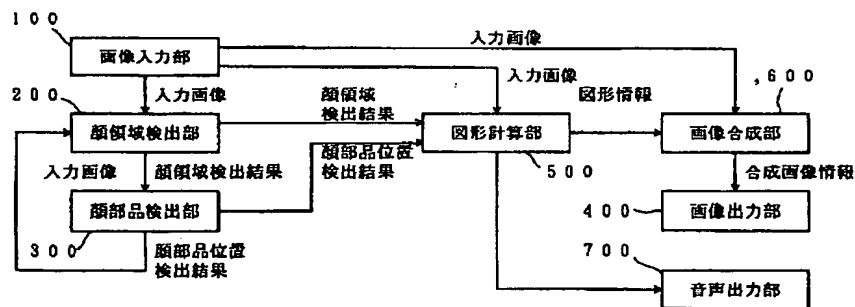 100
画像入力部
入力画像
入力画像
,600
200
入力画像
顔領域
検出結果
図形情報
顔領域検出部
図形計算部
画像合成部
入力画像
顔領域検出結果
顔部品位置
検出結果
500
合成画像情報
顔部品検出部
400
画像出力部
300
顔部品位置
検出結果
700
音声出力部